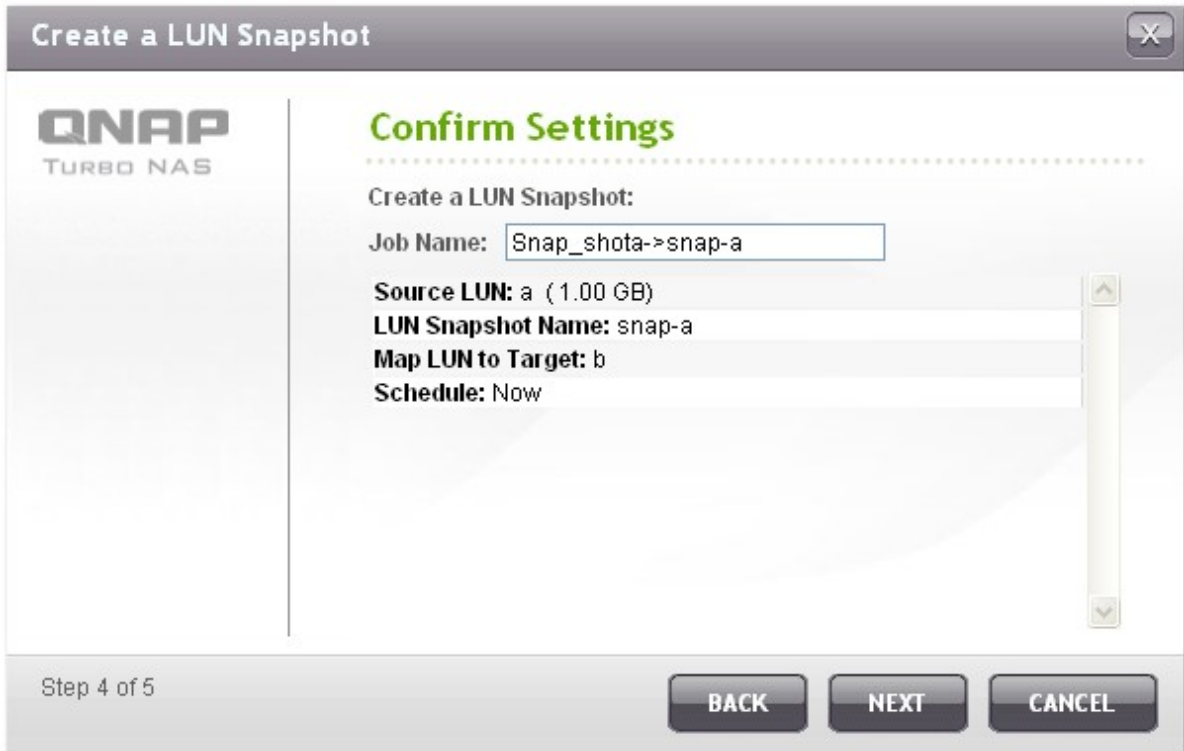 Create a LUN Snapshot
X
QNAP
TURBO NAS
Confirm Settings
Create a LUN Snapshot:
Job Name: Snap_shota->snap-a
Source LUN: a (1.00 GB)
LUN Snapshot Name: snap-a
Map LUN to Target: b
Schedule: Now
Step 4 of 5
BACK NEXT CANCEL